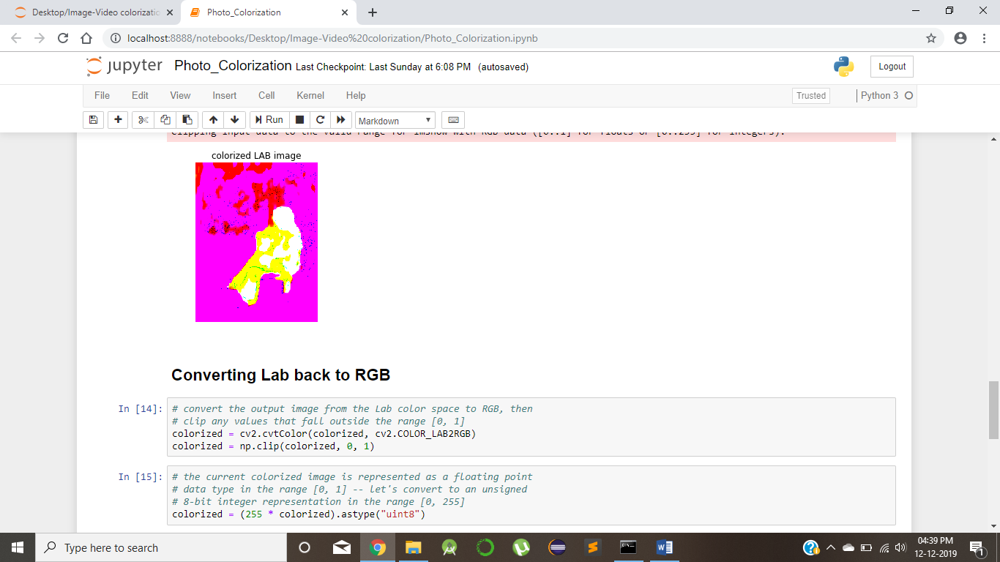 Desktop/Image-Video colorizatio
Photo_Colorization
localhost:8888/notebooks/Desktop/Image-Video%20colorization/Photo_Colorization.ipynb
jupyter Photo_Colorization Last Checkpoint: Last Sunday at 6:08 PM (autosaved)
Logout
File Edit View Insert Cell Kernel Help
Trusted
Python 3
Run
Markdown
Clipping input data to the valid range for imshow with RGB data ([0..1] for floats or [0..255] for integers).
colorized LAB image
Converting Lab back to RGB
In [14]:
# convert the output image from the Lab color space to RGB, then
# clip any values that fall outside the range [0, 1]
colorized = cv2.cvtColor(colorized, cv2.COLOR_LAB2RGB)
colorized = np.clip(colorized, 0, 1)
In [15]:
# the current colorized image is represented as a floating point
# data type in the range [0, 1] -- let's convert to an unsigned
# 8-bit integer representation in the range [0, 255]
colorized = (255 * colorized).astype("uint8")
Type here to search
04:39 PM
12-12-2019
1